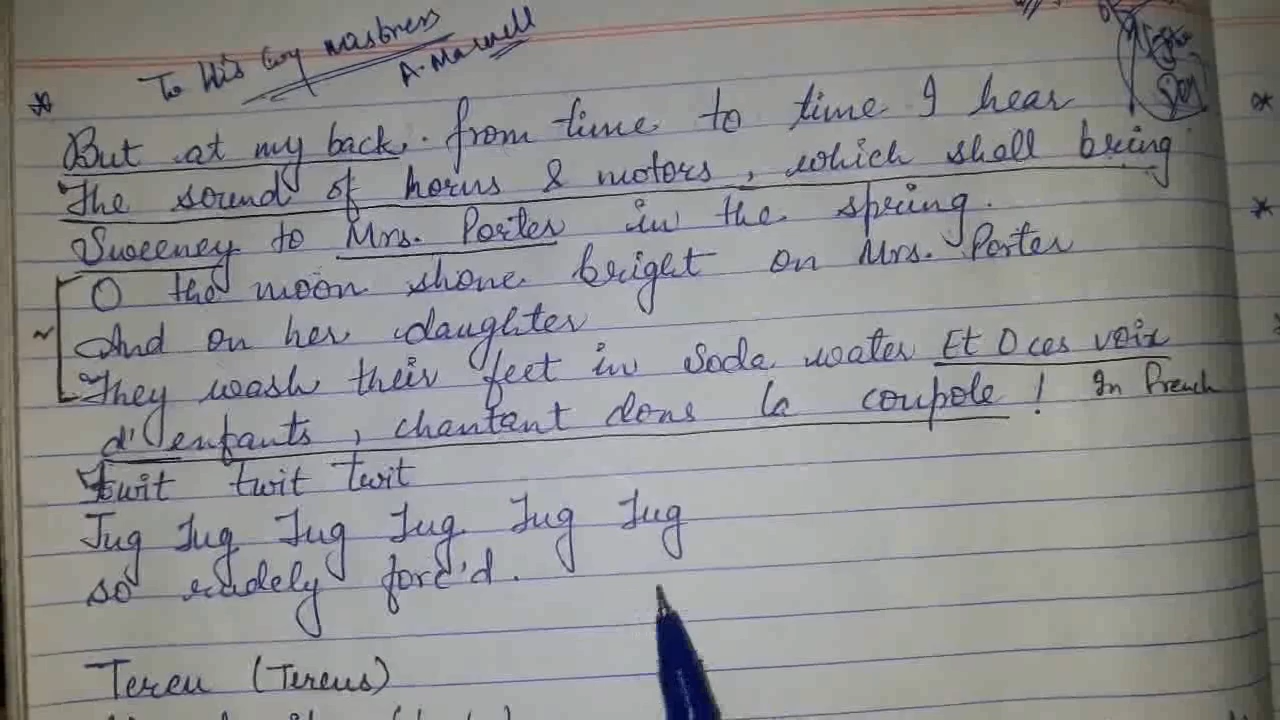 To His Coy mastress
A. Marvell
But at my back. from time to time I hear
The sound of horns & motors, which shall bring
Sweeney to Mrs. Porter in the spring.
O the moon shone bright on Mrs. Porter
And on her daughter
They wash their feet in Soda water Et O ces voix
d'enfants, chantant dons la coupole! In French
Twit twit twit
Jug Jug Jug Jug Jug Jug
so rudely forc'd.
Tereu (Tereus)